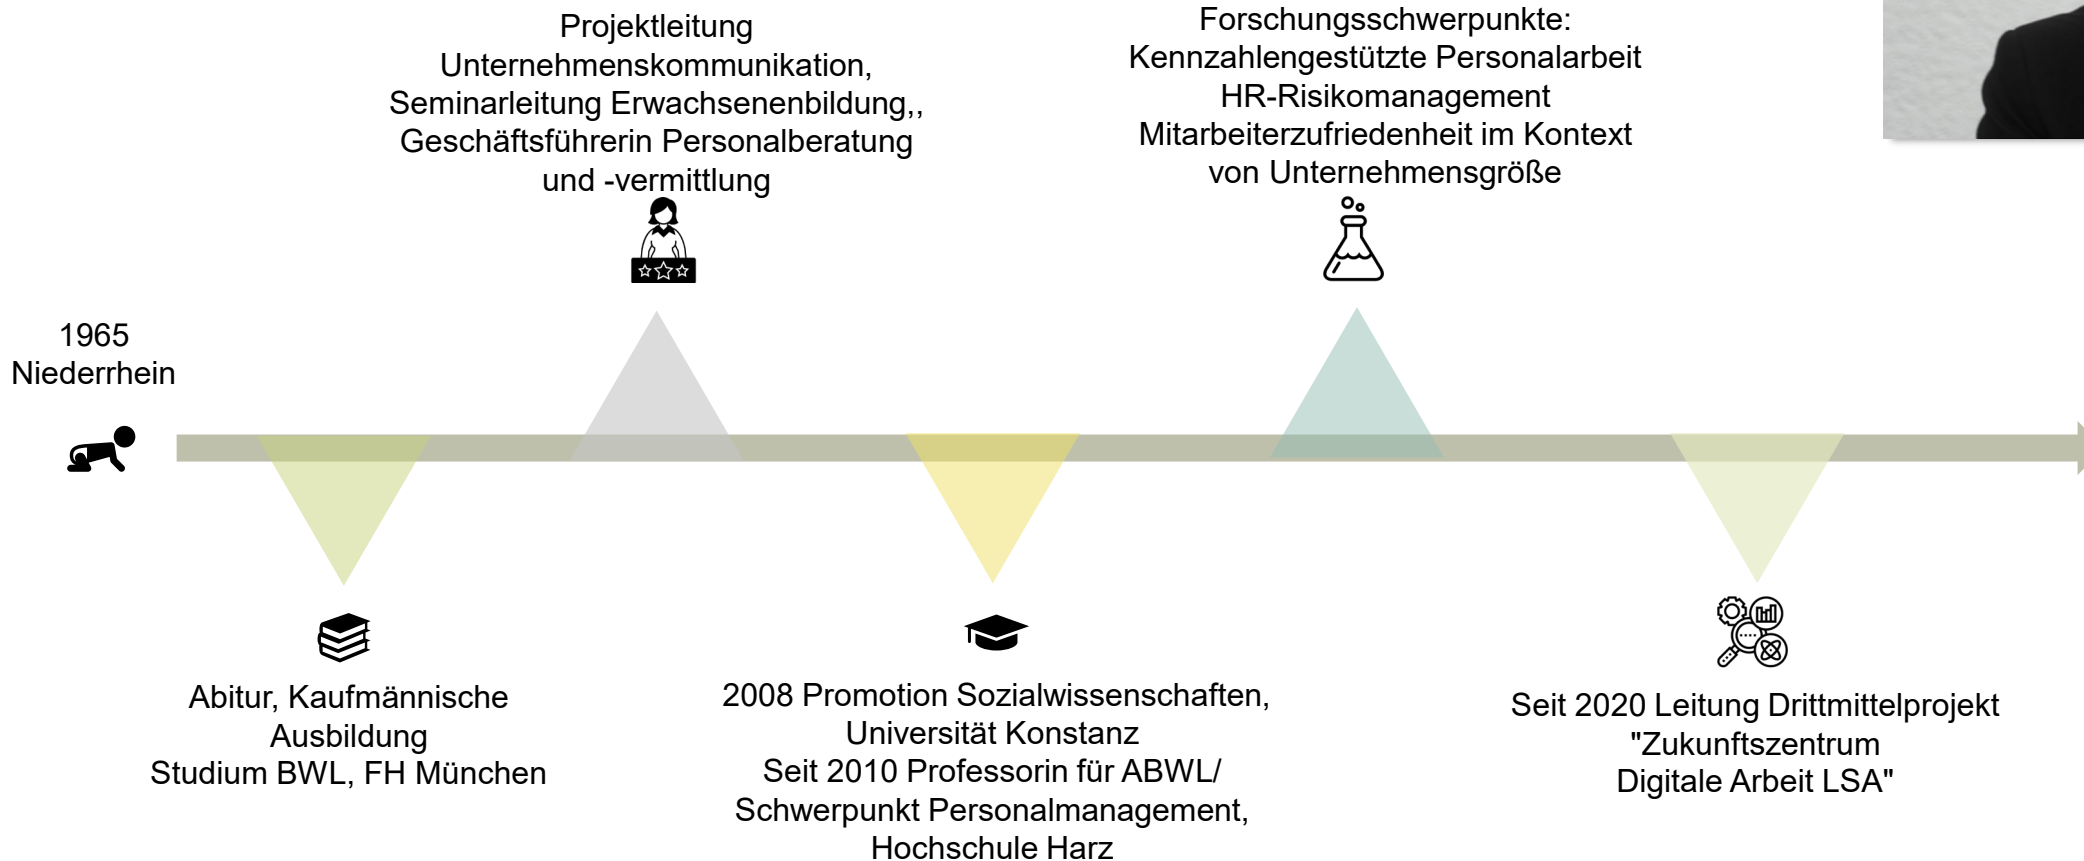 1965
Niederrhein
Abitur, Kaufmännische
Ausbildung
Studium BWL, FH München
Projektleitung
Unternehmenskommunikation,
Seminarleitung Erwachsenenbildung,,
Geschäftsführerin Personalberatung
und -vermittlung
2008 Promotion Sozialwissenschaften,
Universität Konstanz
Seit 2010 Professorin für ABWL/
Schwerpunkt Personalmanagement,
Hochschule Harz
Forschungsschwerpunkte:
Kennzahlengestützte Personalarbeit
HR-Risikomanagement
Mitarbeiterzufriedenheit im Kontext
von Unternehmensgröße
Seit 2020 Leitung Drittmittelprojekt
"Zukunftszentrum
Digitale Arbeit LSA"